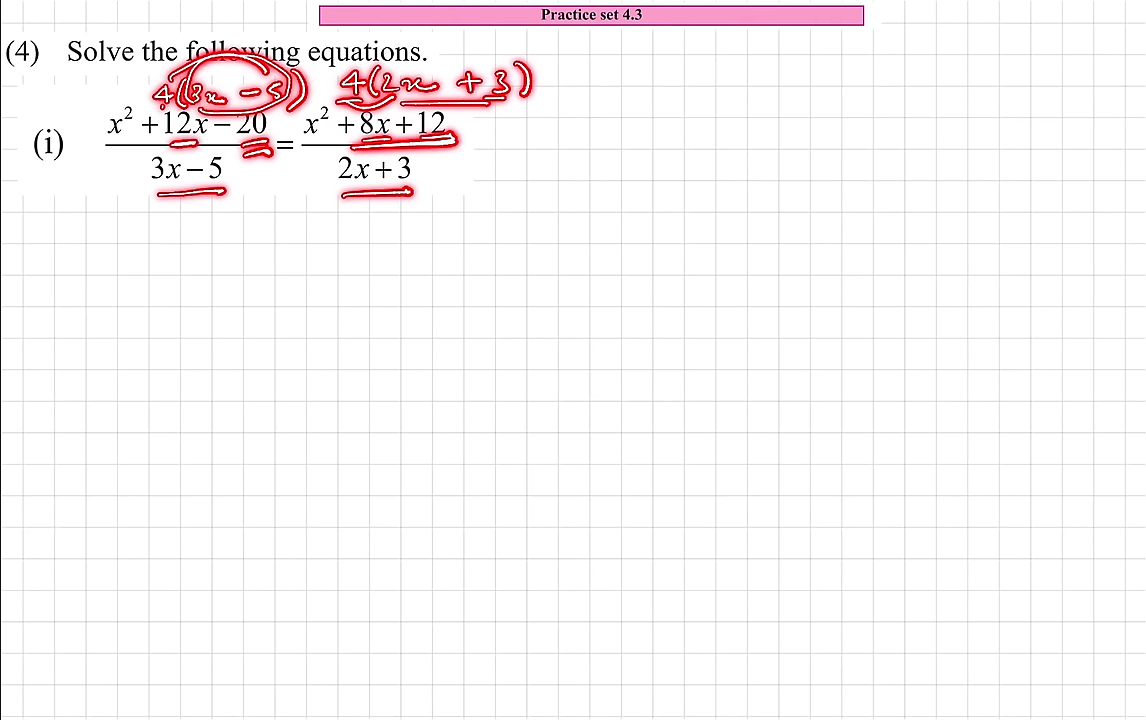 Practice set 4.3
(4) Solve the following equations.
4(3x − 5) 4(2x + 3)
(i) x² + 12x − 20 / 3x − 5 = x² + 8x + 12 / 2x + 3